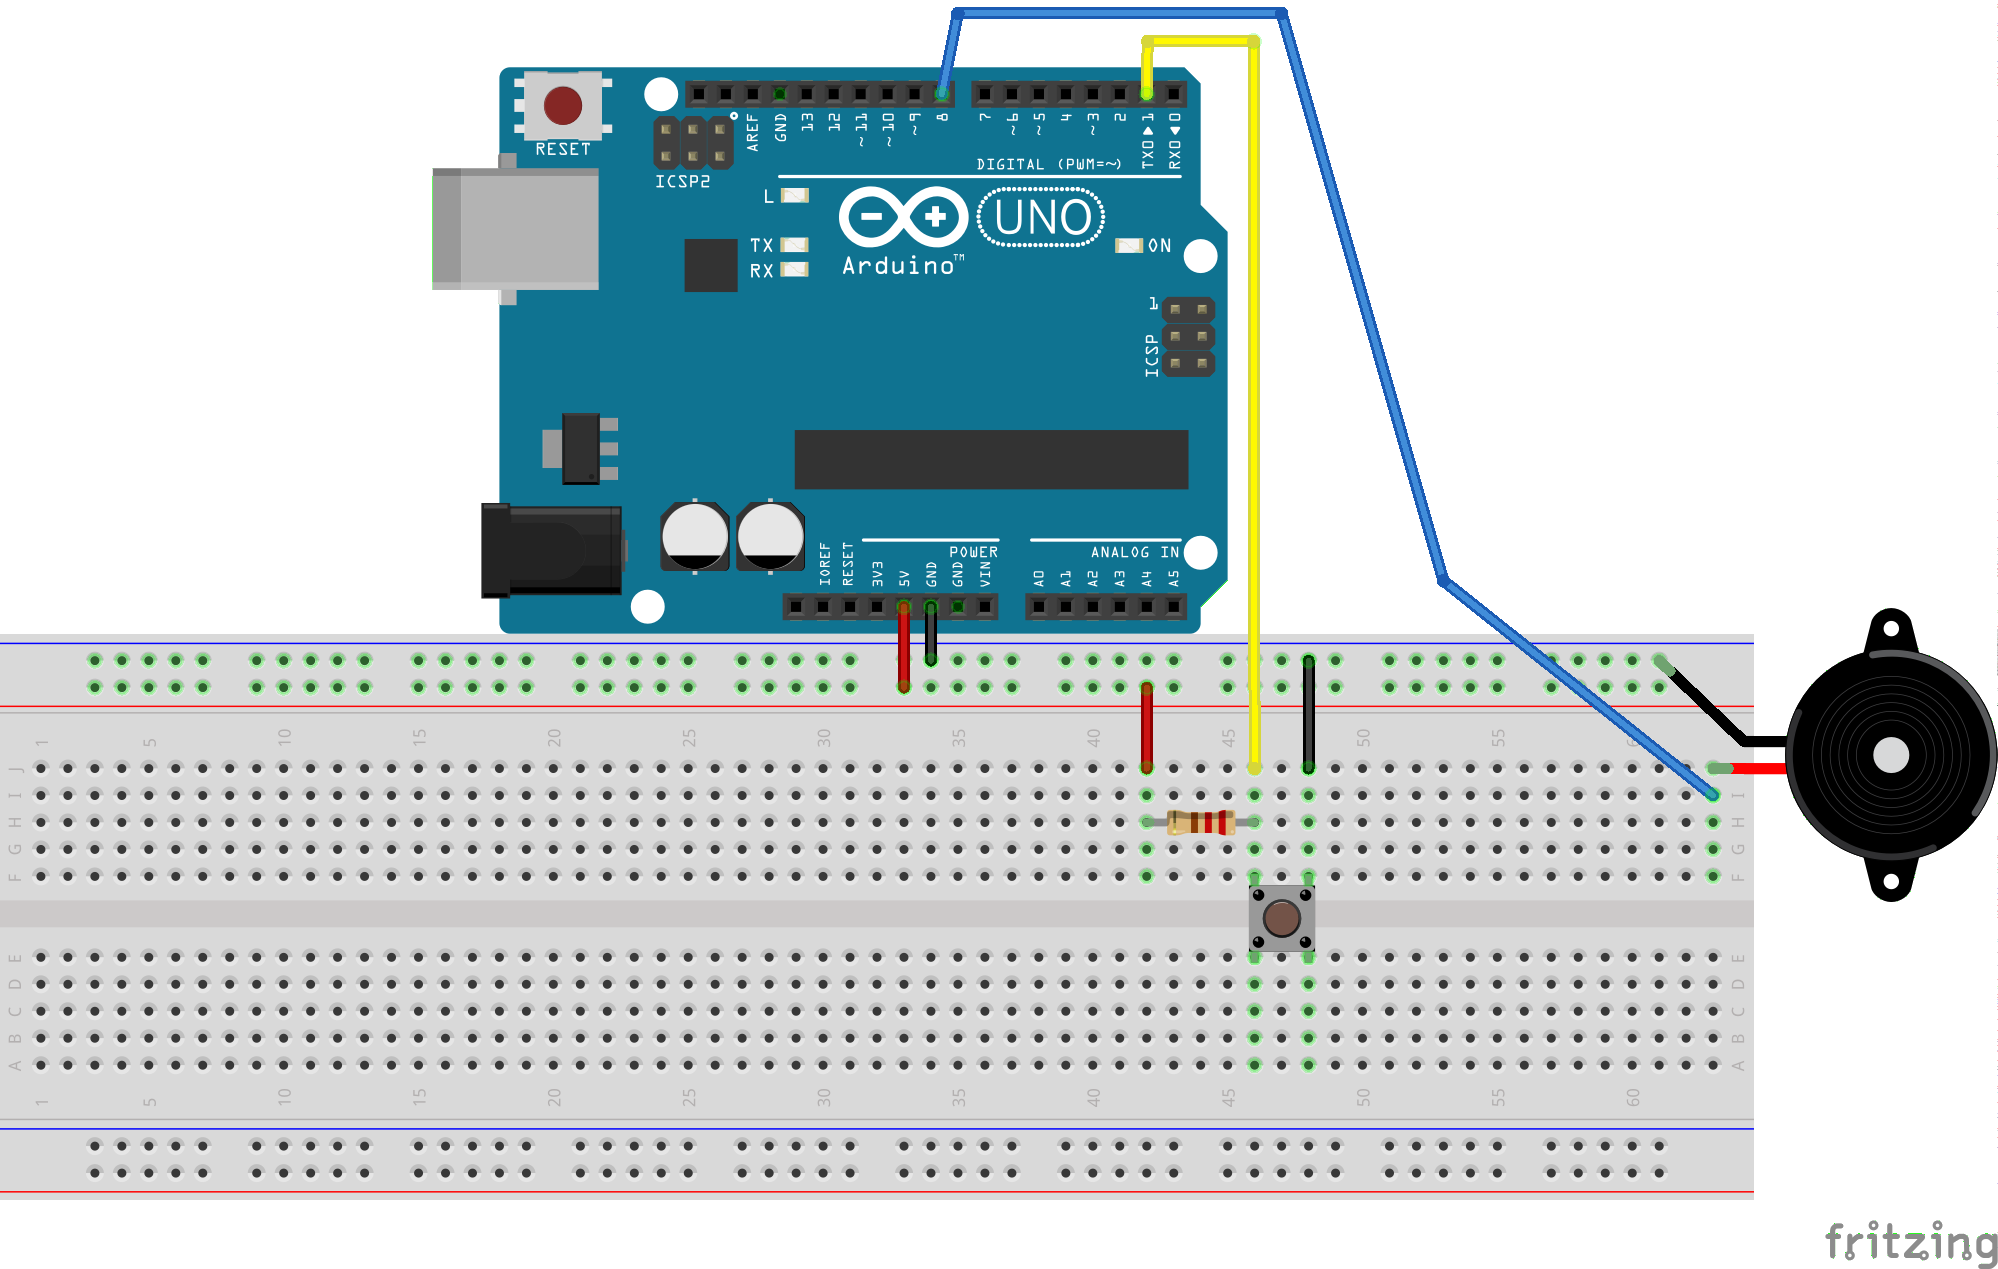 RESET
ICSP2
AREF
GND
13
12
~11
~10
~9
8
7
~6
~5
4
~3
2
TX0 ▶ 1
RX0 ◀ 0
DIGITAL (PWM=~)
L
TX
RX
UNO
Arduino™
ON
1
ICSP
IOREF
RESET
3V3
5V
GND
GND
VIN
POWER
ANALOG IN
A0
A1
A2
A3
A4
A5
1 5 10 15 20 25 30 35 40 45 50 55
J
I I
H H
G G
F F
E E
D D
C C
B B
A A
1 5 10 15 20 25 30 35 40 45 50 55 60
fritzing